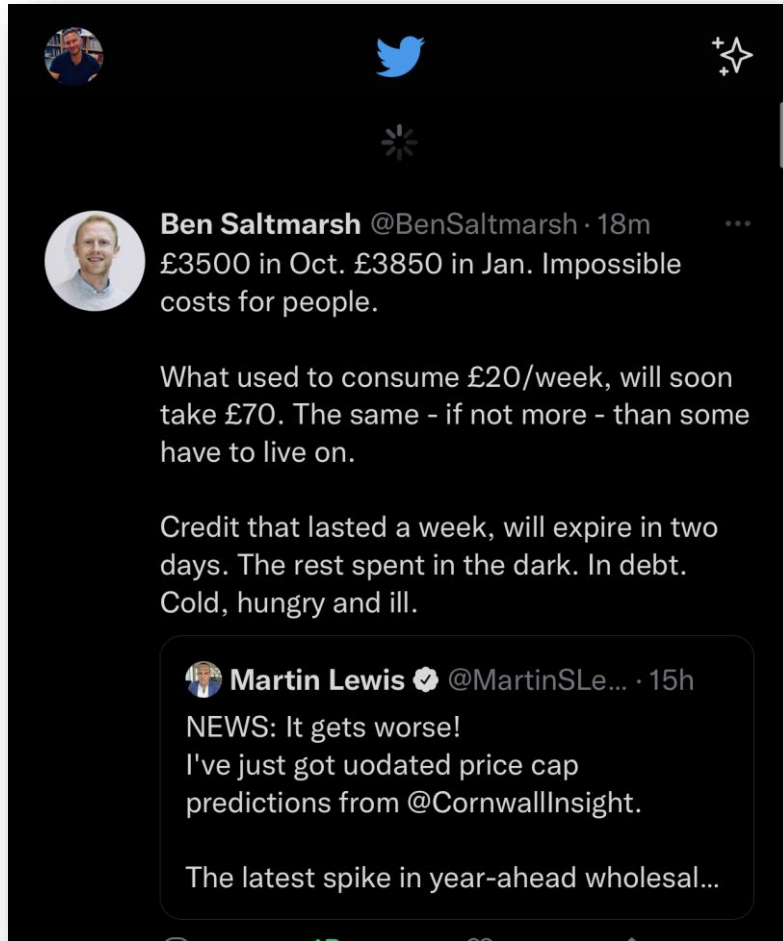 Ben Saltmarsh @BenSaltmarsh · 18m
£3500 in Oct. £3850 in Jan. Impossible
costs for people.
What used to consume £20/week, will soon
take £70. The same - if not more - than some
have to live on.
Credit that lasted a week, will expire in two
days. The rest spent in the dark. In debt.
Cold, hungry and ill.
Martin Lewis @MartinSLe... · 15h
NEWS: It gets worse!
I've just got uodated price cap
predictions from @CornwallInsight.
The latest spike in year-ahead wholesal...